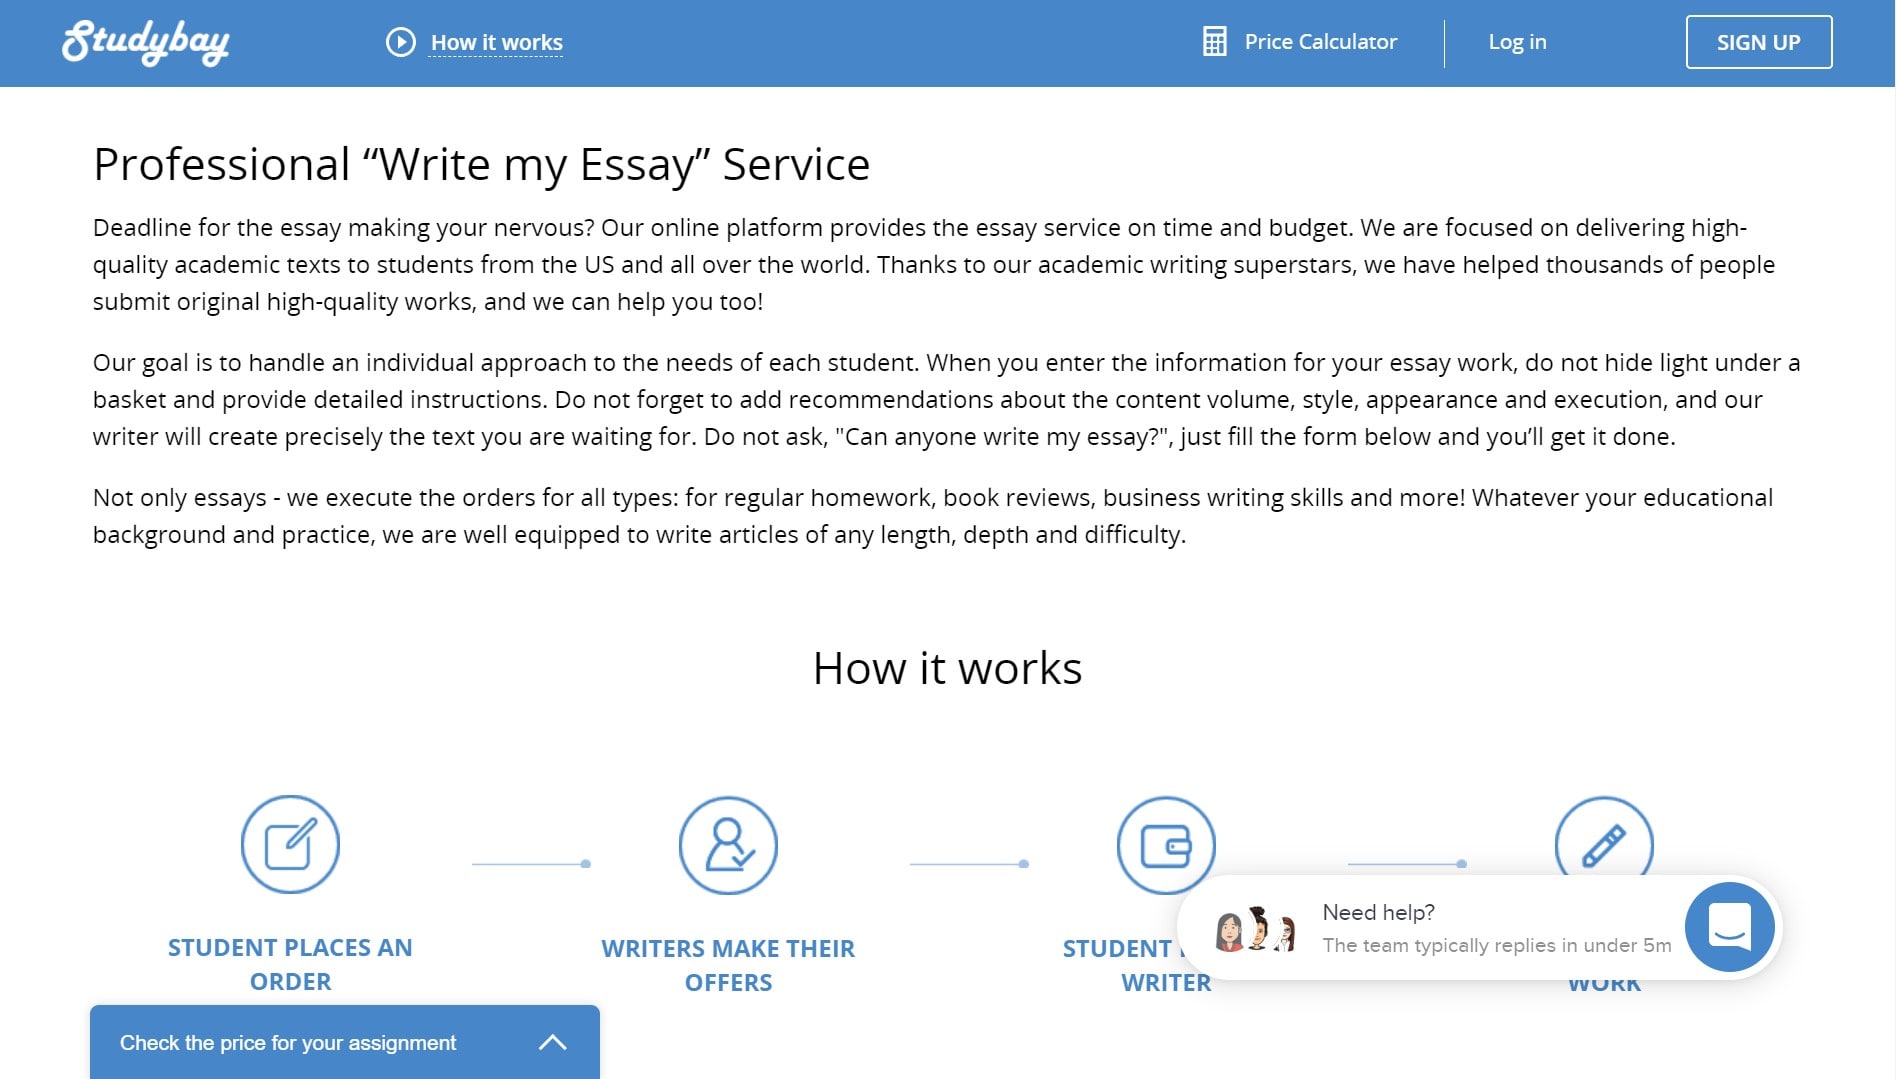 Studybay
How it works
Price Calculator
Log in
SIGN UP
Professional “Write my Essay” Service
Deadline for the essay making your nervous? Our online platform provides the essay service on time and budget. We are focused on delivering high-
quality academic texts to students from the US and all over the world. Thanks to our academic writing superstars, we have helped thousands of people
submit original high-quality works, and we can help you too!
Our goal is to handle an individual approach to the needs of each student. When you enter the information for your essay work, do not hide light under a
basket and provide detailed instructions. Do not forget to add recommendations about the content volume, style, appearance and execution, and our
writer will create precisely the text you are waiting for. Do not ask, "Can anyone write my essay?", just fill the form below and you’ll get it done.
Not only essays - we execute the orders for all types: for regular homework, book reviews, business writing skills and more! Whatever your educational
background and practice, we are well equipped to write articles of any length, depth and difficulty.
How it works
STUDENT PLACES AN
ORDER
WRITERS MAKE THEIR
OFFERS
STUDENT
WRITER
WORK
Need help?
The team typically replies in under 5m
Check the price for your assignment